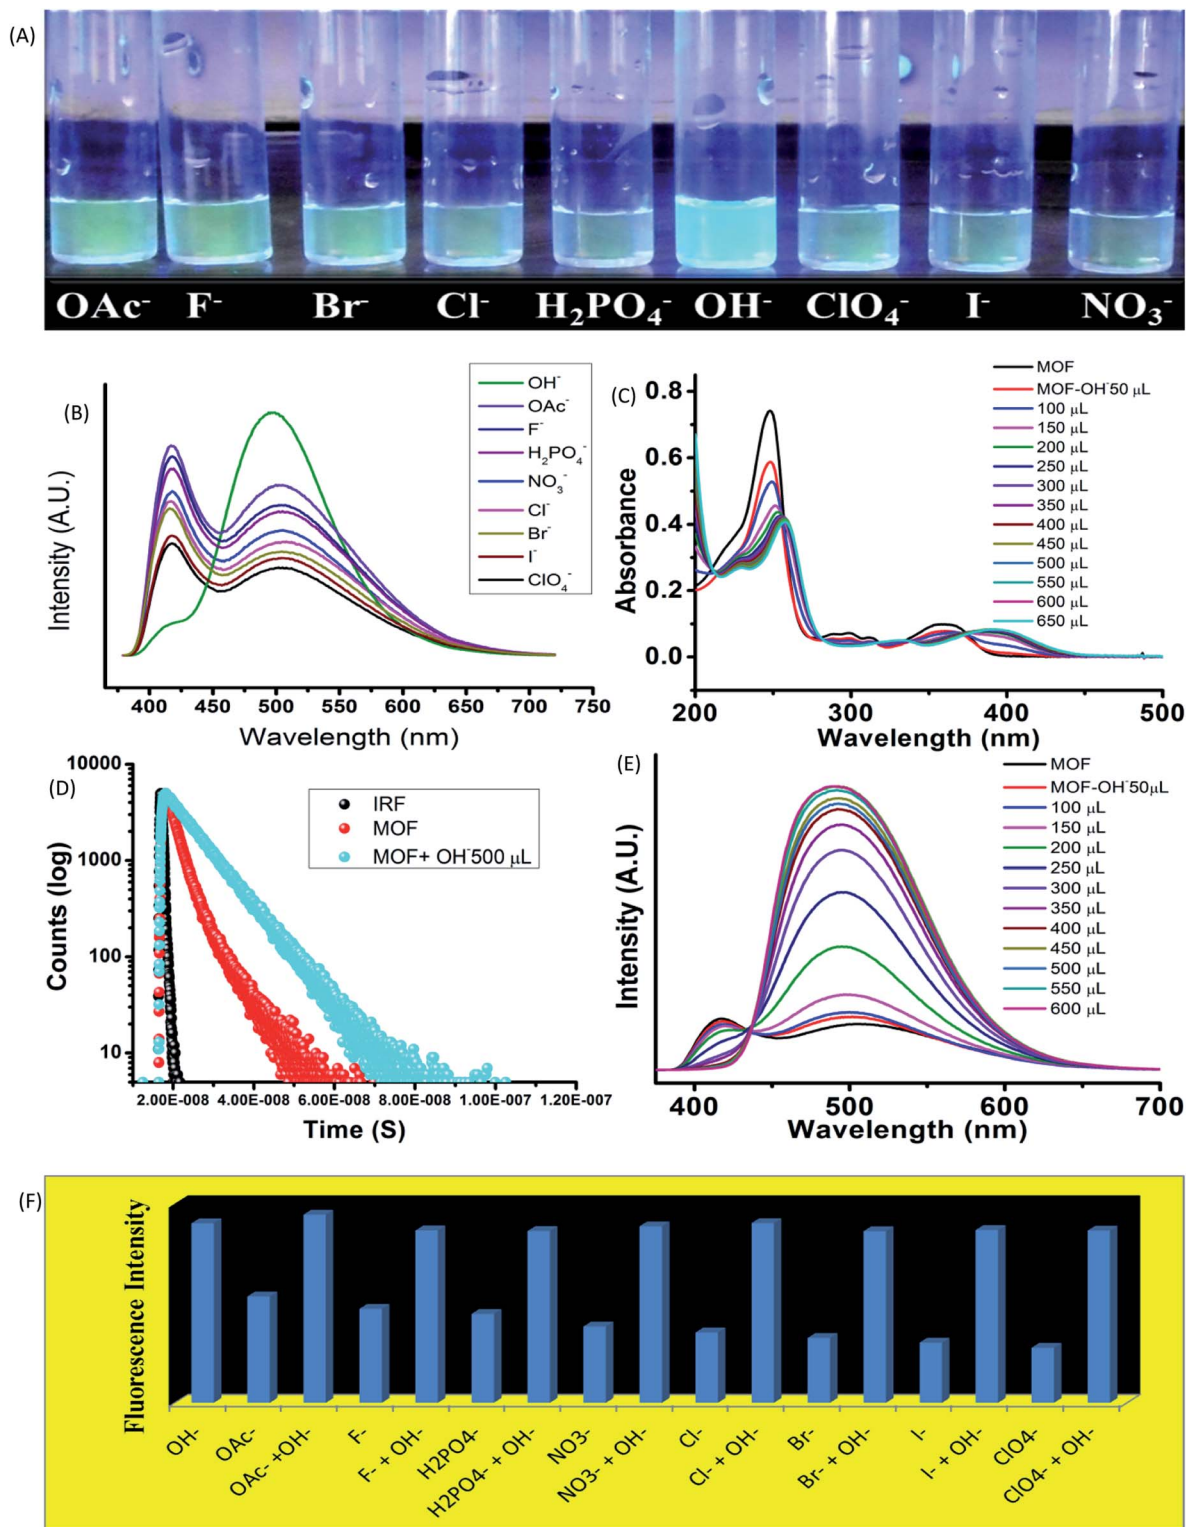 (A)
OAc⁻ F⁻ Br⁻ Cl⁻ H₂PO₄⁻ OH⁻ ClO₄⁻ I⁻ NO₃⁻
(B)
Intensity (A.U.)
OH⁻
OAc⁻
F⁻
H₂PO₄⁻
NO₃⁻
Cl⁻
Br⁻
I⁻
ClO₄⁻
400 450 500 550 600 650 700 750
Wavelength (nm)
(C)
Absorbance
0.8
0.6
0.4
0.2
0.0
MOF
MOF-OH⁻50 μL
100 μL
150 μL
200 μL
250 μL
300 μL
350 μL
400 μL
450 μL
500 μL
550 μL
600 μL
650 μL
200 300 400 500
Wavelength (nm)
(D)
Counts (log)
10000
1000
100
10
IRF
MOF
MOF+ OH⁻500 μL
2.00E-008 4.00E-008 6.00E-008 8.00E-008 1.00E-007 1.20E-007
Time (S)
(E)
Intensity (A.U.)
MOF
MOF-OH⁻50μL
100 μL
150 μL
200 μL
250 μL
300 μL
350 μL
400 μL
450 μL
500 μL
550 μL
600 μL
400 500 600 700
Wavelength (nm)
(F)
Fluorescence Intensity
OH-
OAc-
OAc- +OH-
F-
F- + OH-
H2PO4-
H2PO4- + OH-
NO3-
NO3- + OH-
Cl-
Cl- + OH-
Br-
Br- + OH-
I-
I- + OH-
ClO4-
ClO4- + OH-